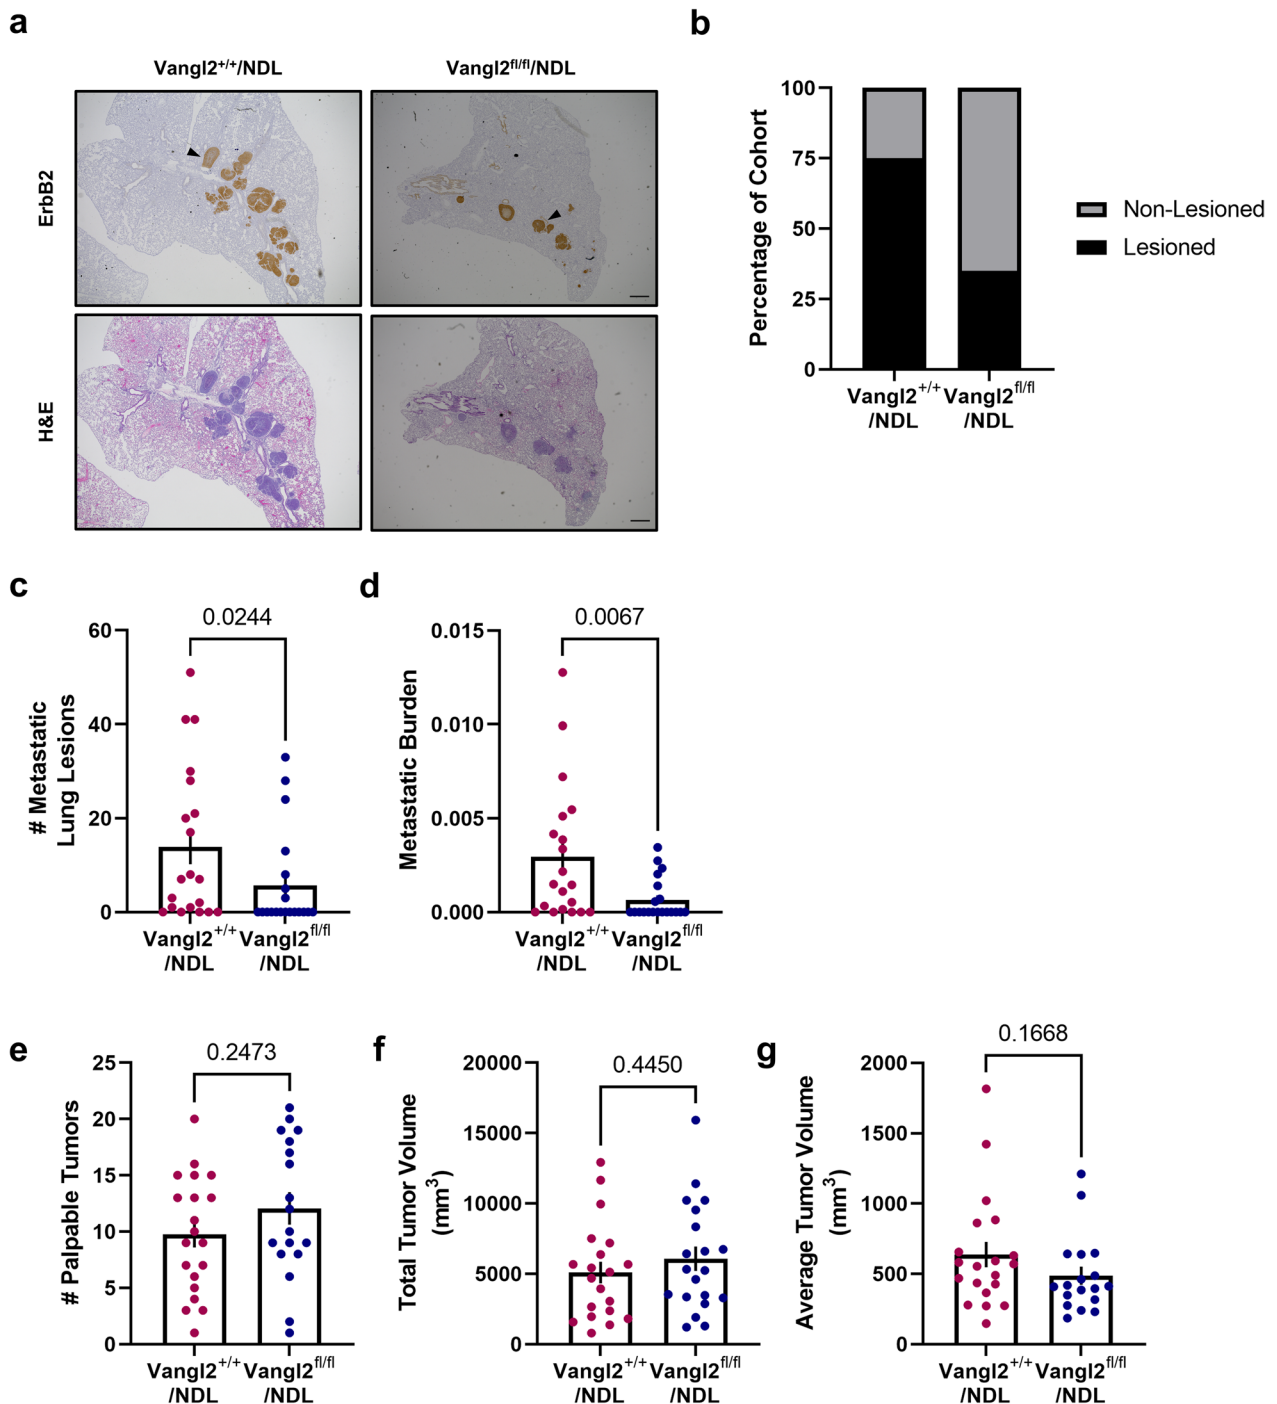 a
Vangl2+/+/NDL
Vangl2fl/fl/NDL
ErbB2
H&E
b
100
75
50
25
0
Percentage of Cohort
Vangl2+/+
/NDL
Vangl2fl/fl
/NDL
Non-Lesioned
Lesioned
c
0.0244
60
40
20
0
# Metastatic
Lung Lesions
Vangl2+/+
/NDL
Vangl2fl/fl
/NDL
d
0.0067
0.015
0.010
0.005
0.000
Metastatic Burden
Vangl2+/+
/NDL
Vangl2fl/fl
/NDL
e
0.2473
25
20
15
10
5
0
# Palpable Tumors
Vangl2+/+
/NDL
Vangl2fl/fl
/NDL
f
0.4450
20000
15000
10000
5000
0
Total Tumor Volume
(mm3)
Vangl2+/+
/NDL
Vangl2fl/fl
/NDL
g
0.1668
2000
1500
1000
500
0
Average Tumor Volume
(mm3)
Vangl2+/+
/NDL
Vangl2fl/fl
/NDL